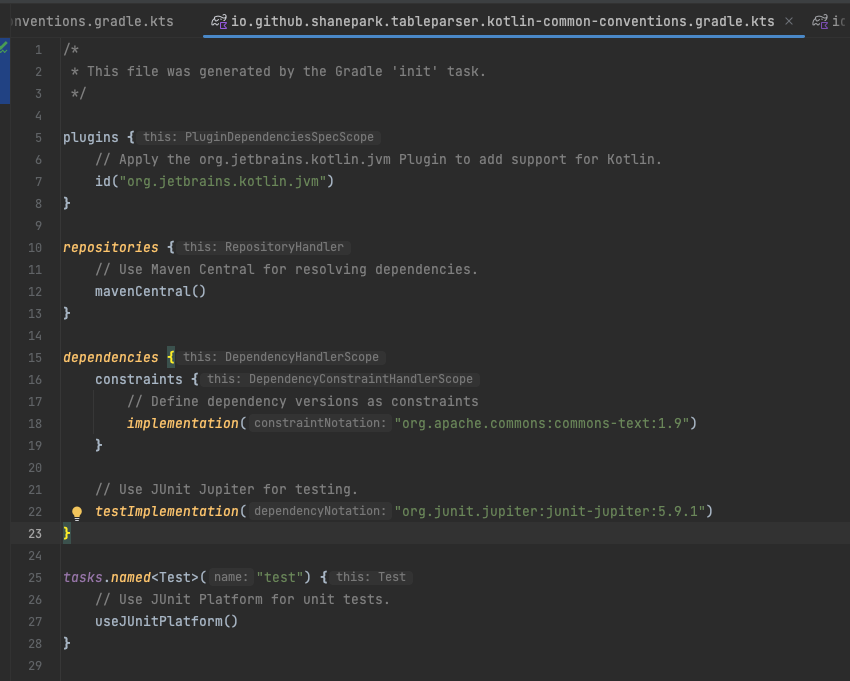 nventions.gradle.kts io.github.shanepark.tableparser.kotlin-common-conventions.gradle.kts × io
1 /*
2 * This file was generated by the Gradle 'init' task.
3 */
4
5 plugins { this: PluginDependenciesSpecScope
6 // Apply the org.jetbrains.kotlin.jvm Plugin to add support for Kotlin.
7 id("org.jetbrains.kotlin.jvm")
8 }
9
10 repositories { this: RepositoryHandler
11 // Use Maven Central for resolving dependencies.
12 mavenCentral()
13 }
14
15 dependencies { this: DependencyHandlerScope
16 constraints { this: DependencyConstraintHandlerScope
17 // Define dependency versions as constraints
18 implementation( constraintNotation: "org.apache.commons:commons-text:1.9")
19 }
20
21 // Use JUnit Jupiter for testing.
22 testImplementation( dependencyNotation: "org.junit.jupiter:junit-jupiter:5.9.1")
23 }
24
25 tasks.named<Test>( name: "test") { this: Test
26 // Use JUnit Platform for unit tests.
27 useJUnitPlatform()
28 }
29